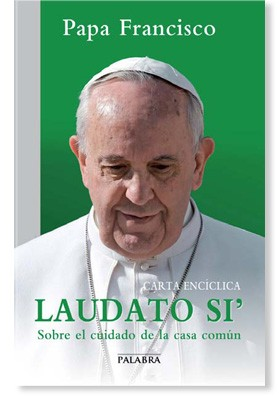 Papa Francisco
CARTA ENCÍCLICA
LAUDATO SI'
Sobre el cuidado de la casa común
PALABRA